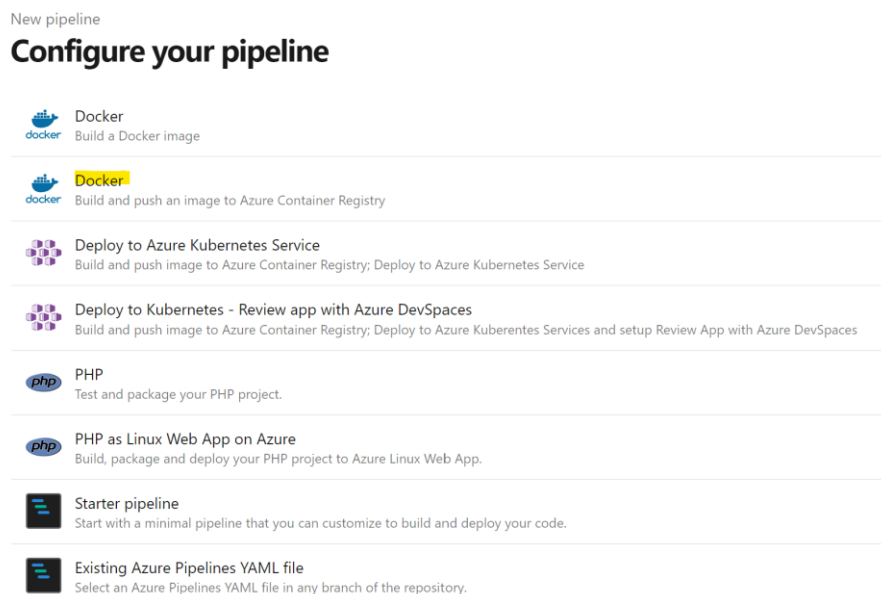 New pipeline
Configure your pipeline
Docker
docker
Build a Docker image
Docker
docker
Build and push an image to Azure Container Registry
Deploy to Azure Kubernetes Service
Build and push image to Azure Container Registry; Deploy to Azure Kubernetes Service
Deploy to Kubernetes - Review app with Azure DevSpaces
Build and push image to Azure Container Registry; Deploy to Azure Kuberentes Services and setup Review App with Azure DevSpaces
php
PHP
Test and package your PHP project.
php
PHP as Linux Web App on Azure
Build, package and deploy your PHP project to Azure Linux Web App.
Starter pipeline
Start with a minimal pipeline that you can customize to build and deploy your code.
Existing Azure Pipelines YAML file
Select an Azure Pipelines YAML file in any branch of the repository.